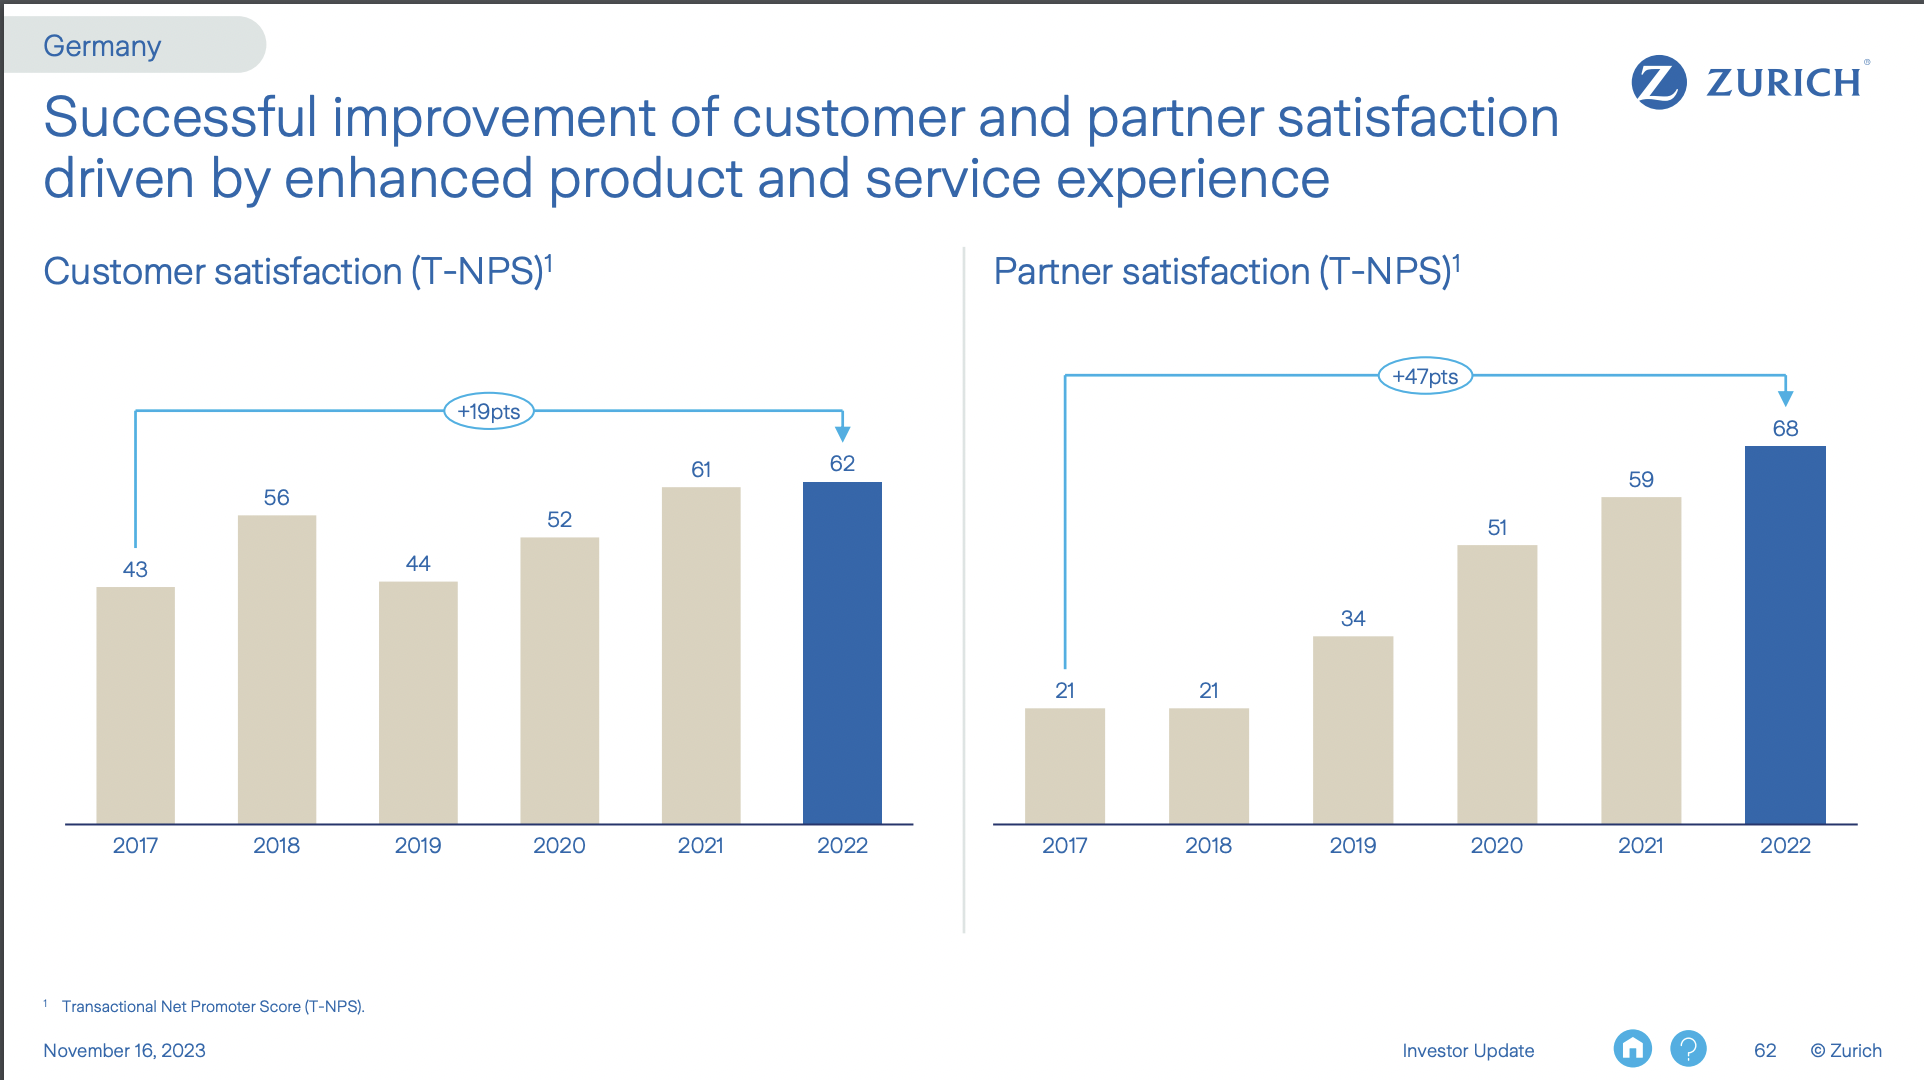 Germany
ZURICH®
Successful improvement of customer and partner satisfaction
driven by enhanced product and service experience
Customer satisfaction (T-NPS)¹
+19pts
43
56
44
52
61
62
2017
2018
2019
2020
2021
2022
Partner satisfaction (T-NPS)¹
+47pts
21
21
34
51
59
68
2017
2018
2019
2020
2021
2022
¹ Transactional Net Promoter Score (T-NPS).
November 16, 2023
Investor Update
?
62
© Zurich